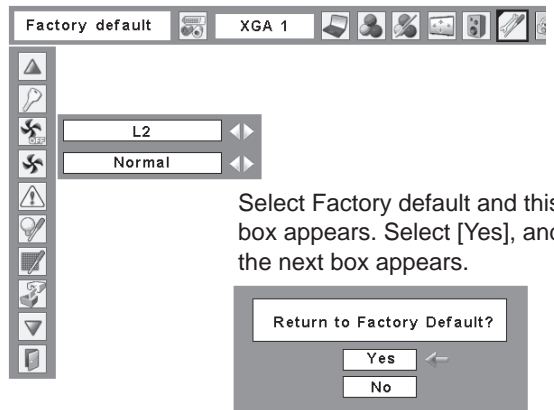 Factory default
XGA 1
OFF
L2
Normal
Select Factory default and this
box appears. Select [Yes], and
the next box appears.
Return to Factory Default?
Yes
No